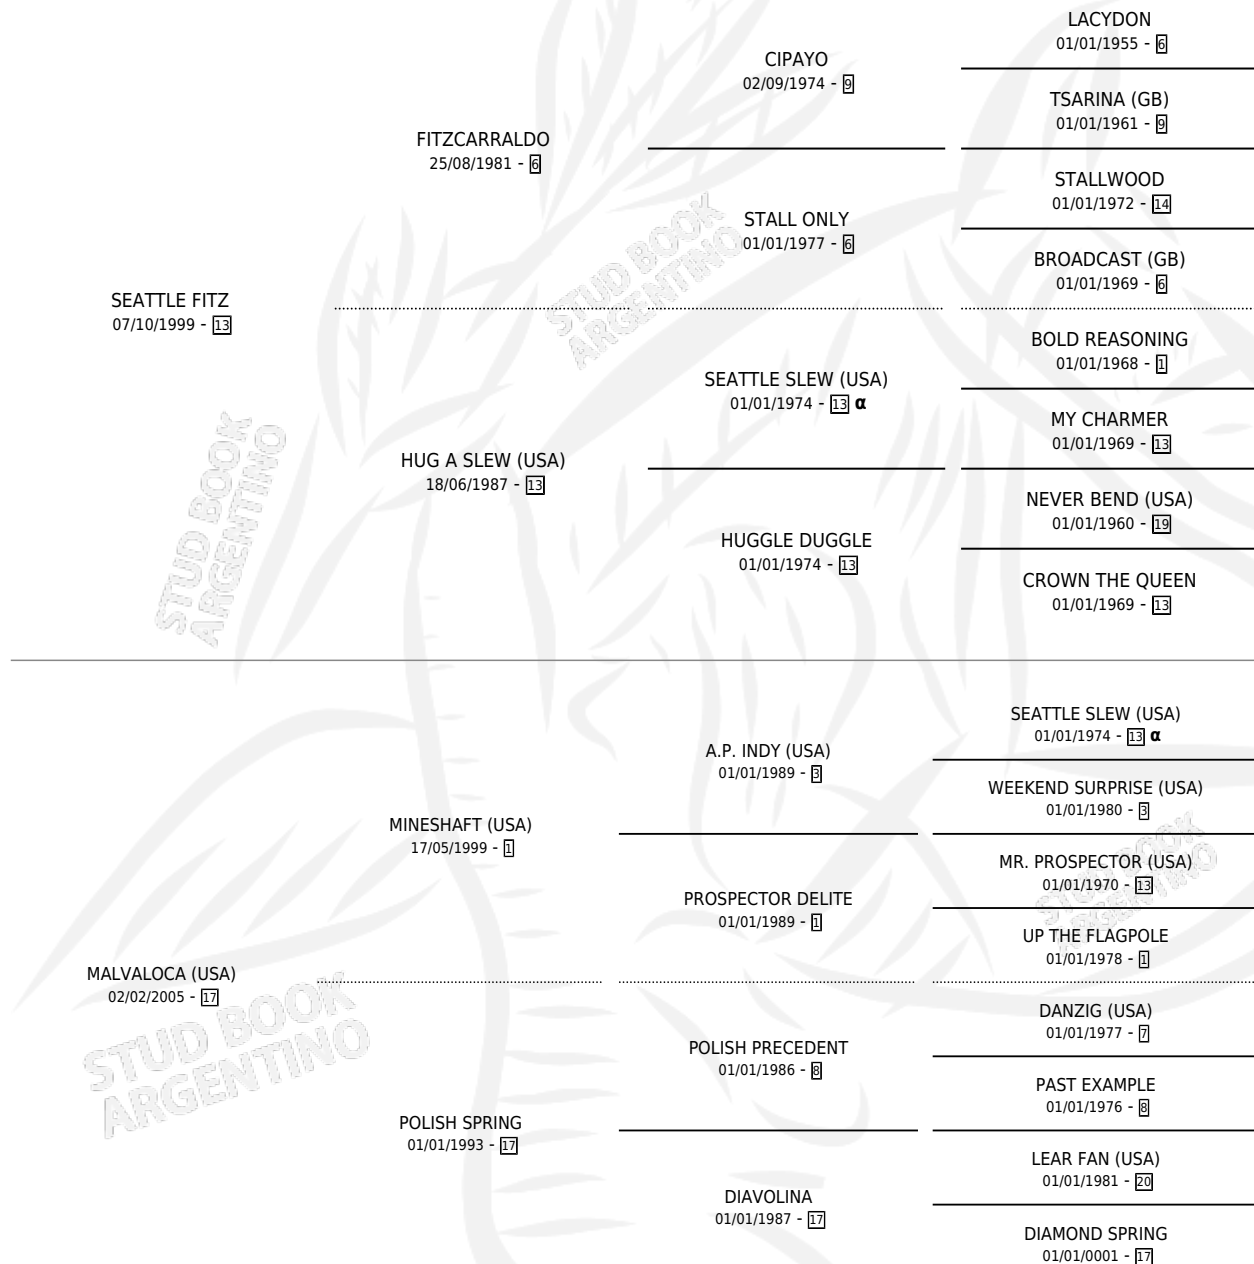 LACYDON
01/01/1955 - 6
CIPAYO
02/09/1974 - 9
TSARINA (GB)
01/01/1961 - 9
FITZCARRALDO
25/08/1981 - 6
STALLWOOD
01/01/1972 - 14
STALL ONLY
01/01/1977 - 6
BROADCAST (GB)
01/01/1969 - 6
SEATTLE FITZ
07/10/1999 - 13
BOLD REASONING
01/01/1968 - 1
SEATTLE SLEW (USA)
01/01/1974 - 13 α
MY CHARMER
01/01/1969 - 13
HUG A SLEW (USA)
18/06/1987 - 13
NEVER BEND (USA)
01/01/1960 - 19
HUGGLE DUGGLE
01/01/1974 - 13
CROWN THE QUEEN
01/01/1969 - 13
SEATTLE SLEW (USA)
01/01/1974 - 13 α
A.P. INDY (USA)
01/01/1989 - 3
WEEKEND SURPRISE (USA)
01/01/1980 - 3
MINESHAFT (USA)
17/05/1999 - 1
MR. PROSPECTOR (USA)
01/01/1970 - 13
PROSPECTOR DELITE
01/01/1989 - 1
UP THE FLAGPOLE
01/01/1978 - 1
MALVALOCA (USA)
02/02/2005 - 17
DANZIG (USA)
01/01/1977 - 7
POLISH PRECEDENT
01/01/1986 - 8
PAST EXAMPLE
01/01/1976 - 8
POLISH SPRING
01/01/1993 - 17
LEAR FAN (USA)
01/01/1981 - 20
DIAVOLINA
01/01/1987 - 17
DIAMOND SPRING
01/01/0001 - 17
STUD BOOK
ARGENTINO
STUD BOOK
ARGENTINO
STUD BOOK
ARGENTINO
STUD BOOK
ARGENTINO